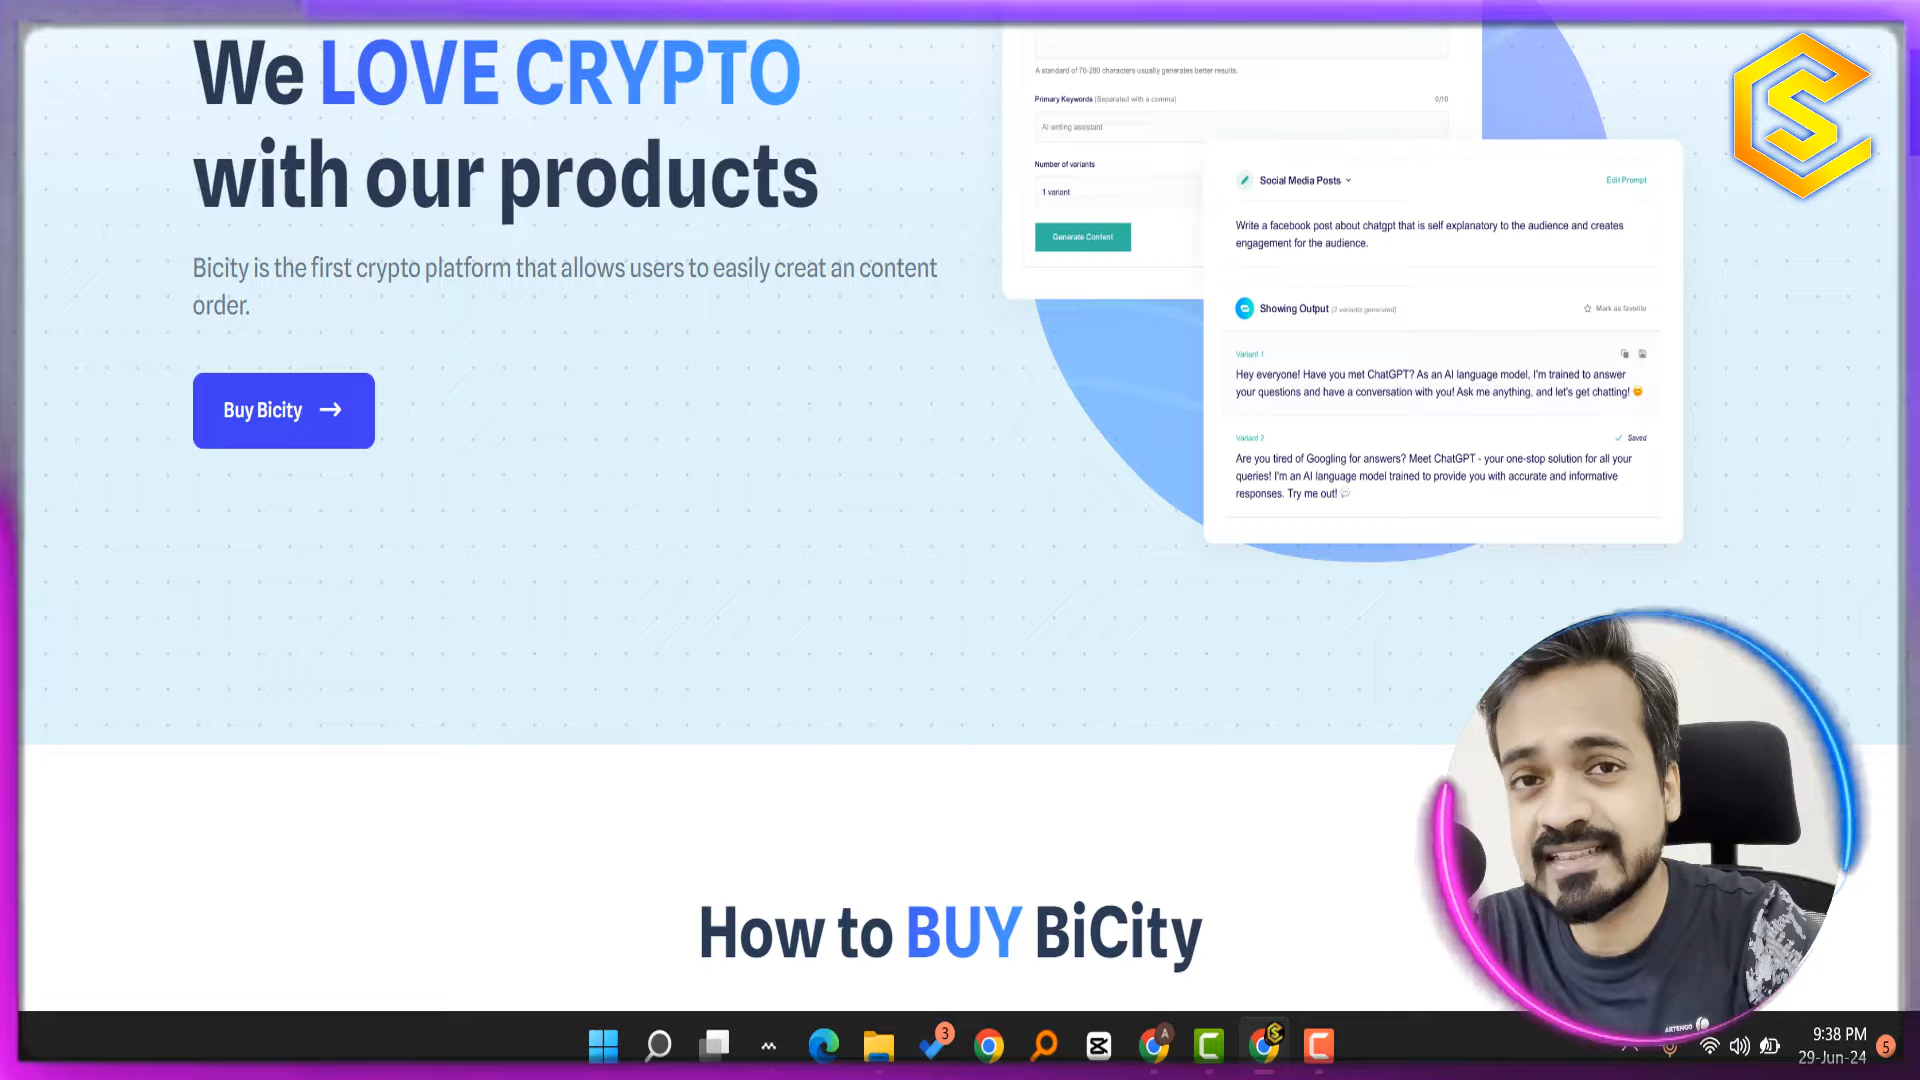 We LOVE CRYPTO
with our products
Bicity is the first crypto platform that allows users to easily creat an content
order.
Buy Bicity
A standard of 70-280 characters usually generates better results.
Primary Keywords (Separated with a comma) 0/10
AI writing assistant
Number of variants
1 variant
Generate Content
Social Media Posts
Edit Prompt
Write a facebook post about chatgpt that is self explanatory to the audience and creates
engagement for the audience.
Showing Output (2 variants generated)
Mark as favorite
Variant 1
Hey everyone! Have you met ChatGPT? As an AI language model, I'm trained to answer
your questions and have a conversation with you! Ask me anything, and let's get chatting!
Variant 2
Saved
Are you tired of Googling for answers? Meet ChatGPT - your one-stop solution for all your
queries! I'm an AI language model trained to provide you with accurate and informative
responses. Try me out!
How to BUY BiCity
ARTENGO
3
A
9:38 PM
29-Jun-24
5